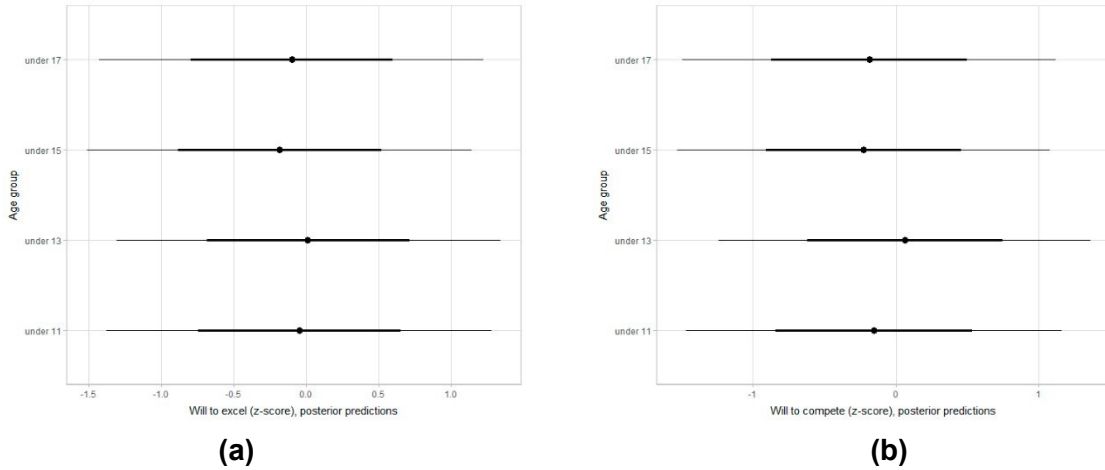 under 17
under 15
under 13
under 11
Age group
-1.5 -1.0 -0.5 0.0 0.5 1.0
Will to excel (z-score), posterior predictions
(a)
under 17
under 15
under 13
under 11
Age group
-1 0 1
Will to compete (z-score), posterior predictions
(b)